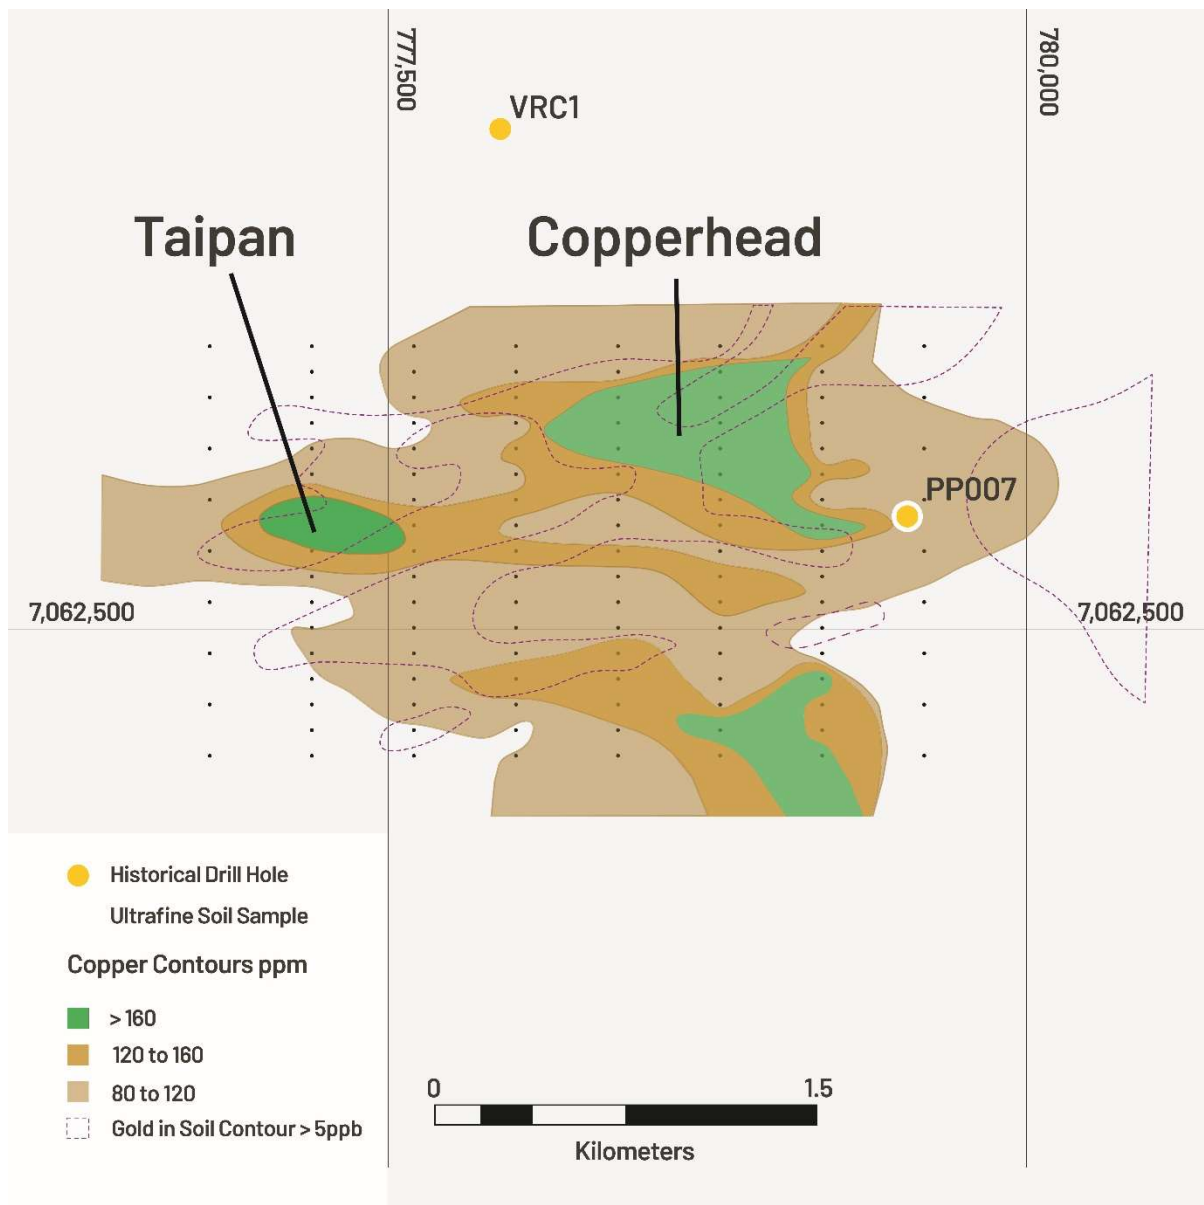 777,500
780,000
VRC1
Taipan
Copperhead
PP007
7,062,500
7,062,500
Historical Drill Hole
Ultrafine Soil Sample
Copper Contours ppm
> 160
120 to 160
80 to 120
Gold in Soil Contour > 5ppb
0
1.5
Kilometers